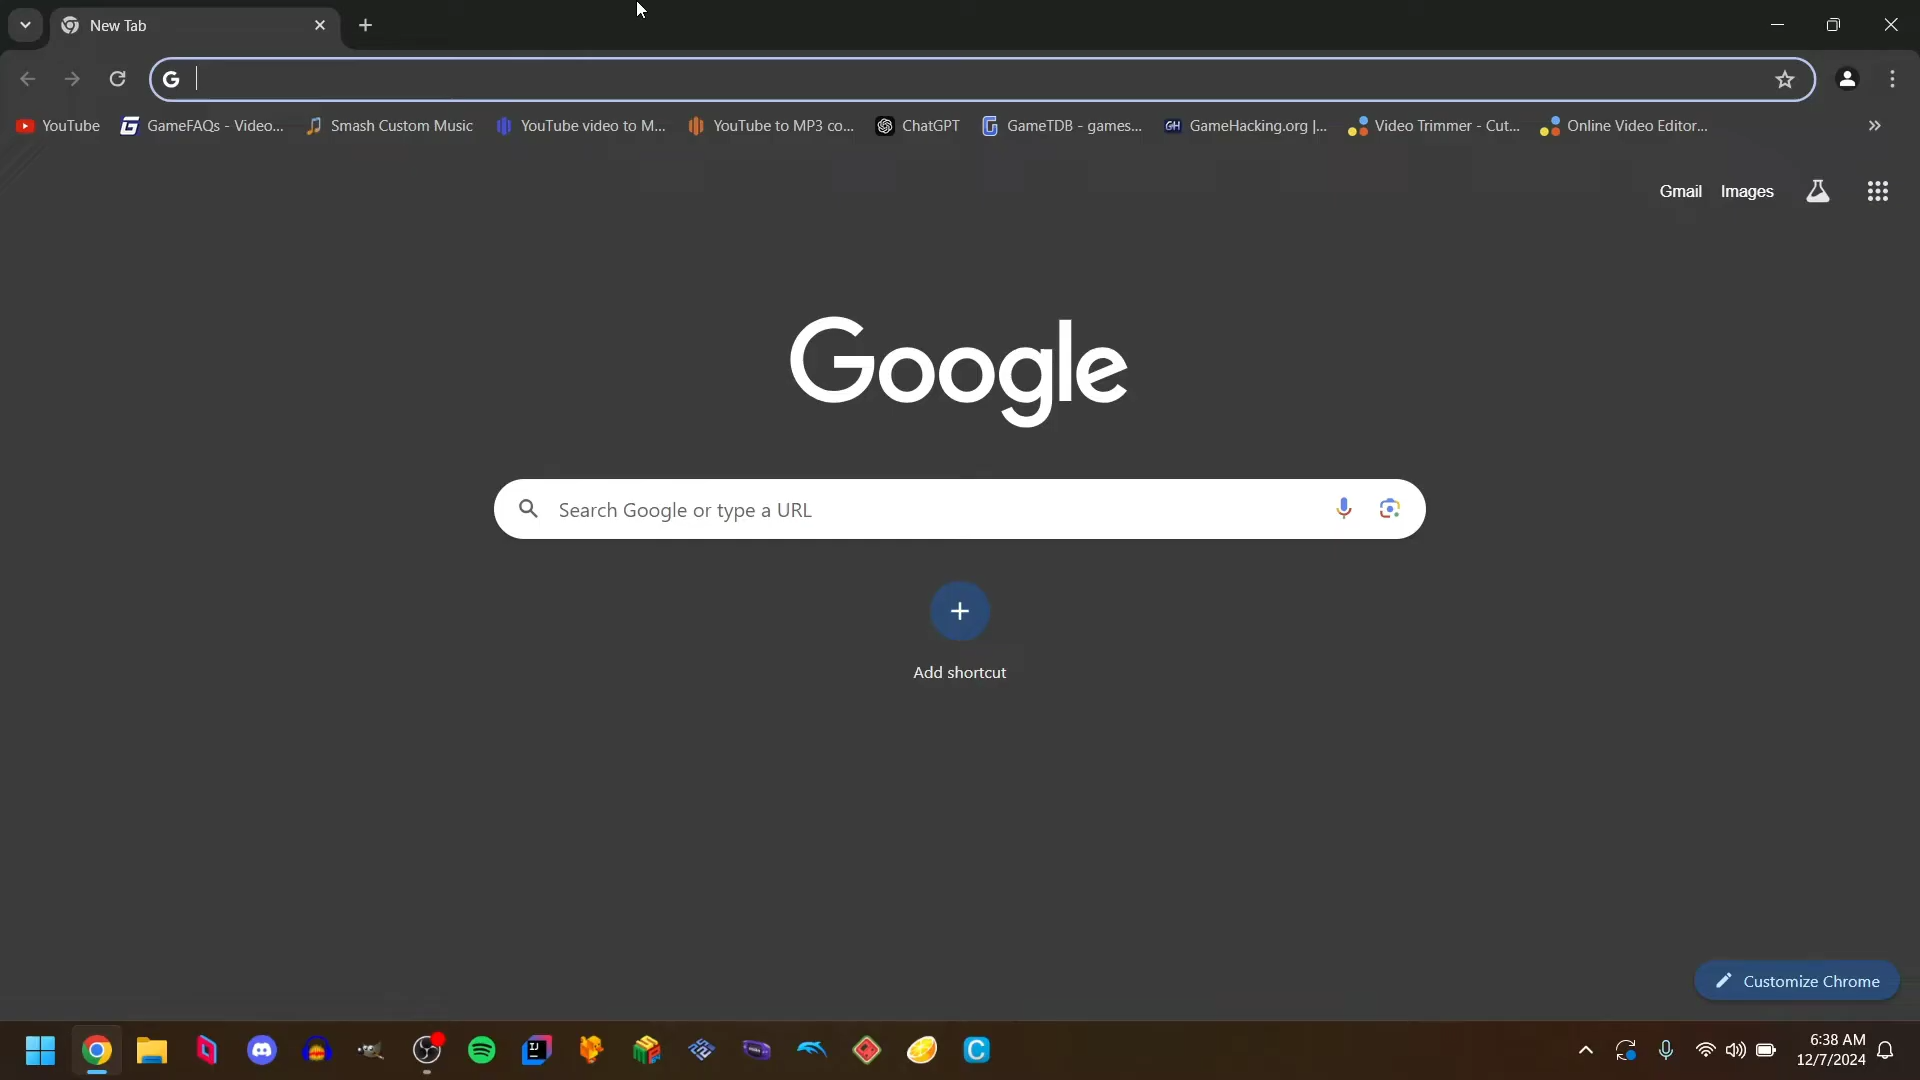 New Tab
YouTube
GameFAQs - Video...
Smash Custom Music
YouTube video to M...
YouTube to MP3 co...
ChatGPT
GameTDB - games...
GH GameHacking.org |...
Video Trimmer - Cut...
Online Video Editor...
Gmail Images
Google
Search Google or type a URL
Add shortcut
Customize Chrome
6:38 AM
12/7/2024